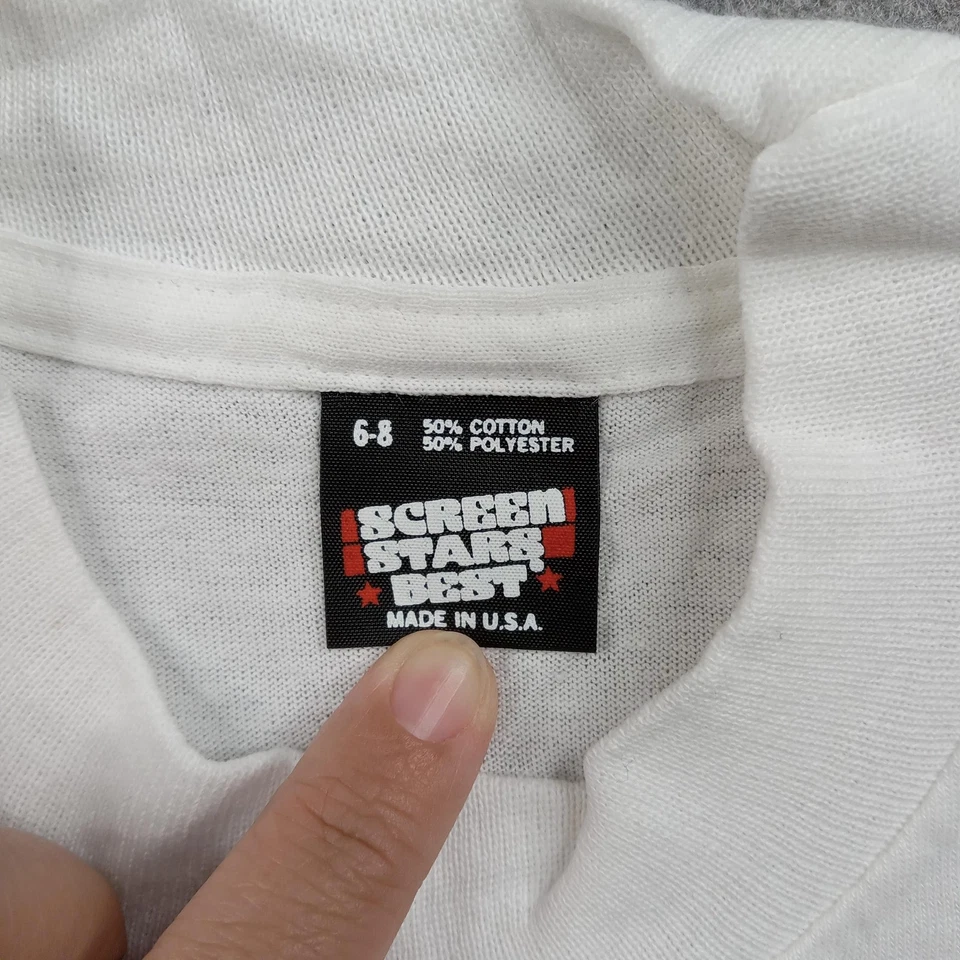 6-8
50% COTTON
50% POLYESTER
SCREEN
STARS
BEST
MADE IN U.S.A.